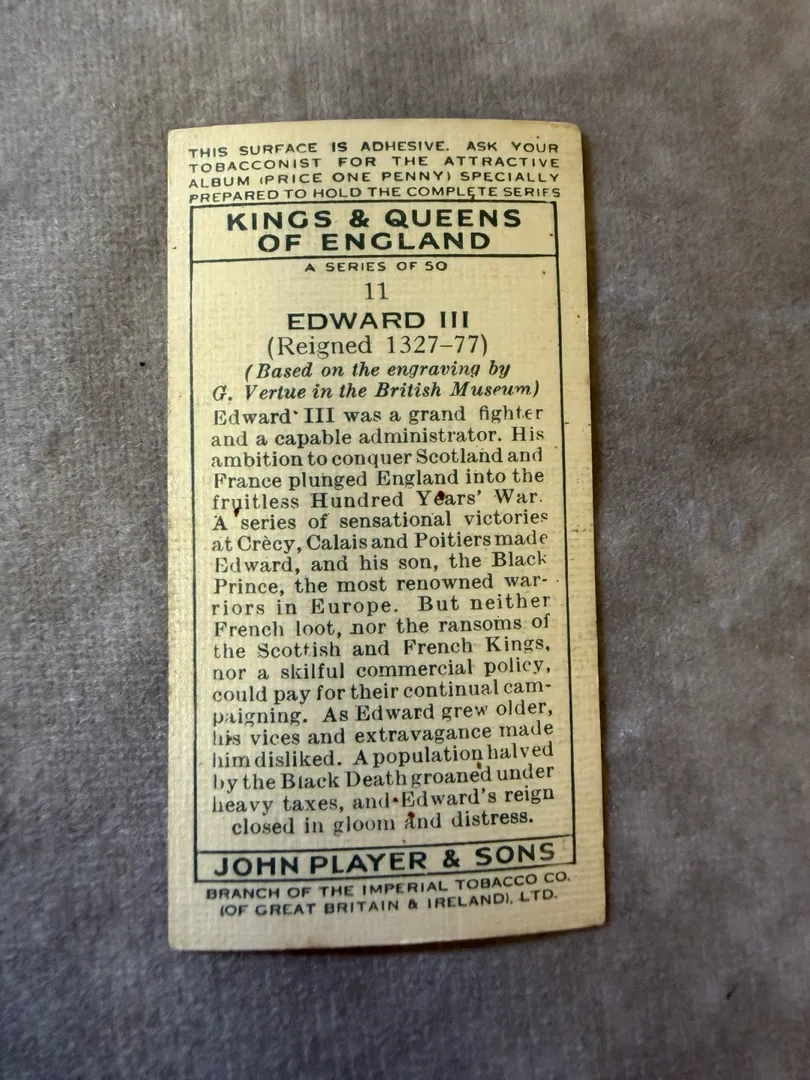 THIS SURFACE IS ADHESIVE. ASK YOUR
TOBACCONIST FOR THE ATTRACTIVE
ALBUM (PRICE ONE PENNY) SPECIALLY
PREPARED TO HOLD THE COMPLETE SERIES
KINGS & QUEENS
OF ENGLAND
A SERIES OF 50
11
EDWARD III
(Reigned 1327–77)
(Based on the engraving by
G. Vertue in the British Museum)
Edward III was a grand fighter
and a capable administrator. His
ambition to conquer Scotland and
France plunged England into the
fruitless Hundred Years' War.
A series of sensational victories
at Crècy, Calais and Poitiers made
Edward, and his son, the Black
Prince, the most renowned war-
riors in Europe. But neither
French loot, nor the ransoms of
the Scottish and French Kings,
nor a skilful commercial policy,
could pay for their continual cam-
paigning. As Edward grew older,
his vices and extravagance made
him disliked. A population halved
by the Black Death groaned under
heavy taxes, and Edward's reign
closed in gloom and distress.
JOHN PLAYER & SONS
BRANCH OF THE IMPERIAL TOBACCO CO.
(OF GREAT BRITAIN & IRELAND), LTD.